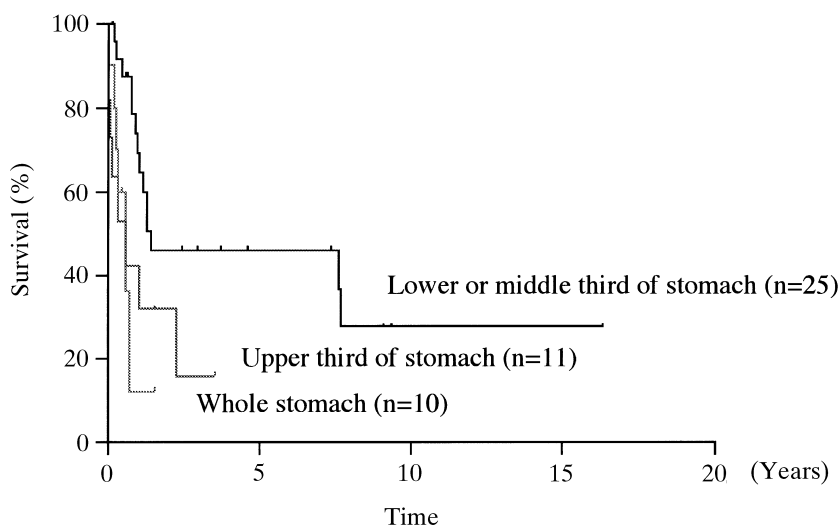 100
80
60
40
20
0
Survival (%)
Lower or middle third of stomach (n=25)
Upper third of stomach (n=11)
Whole stomach (n=10)
0 5 10 15 20 (Years)
Time